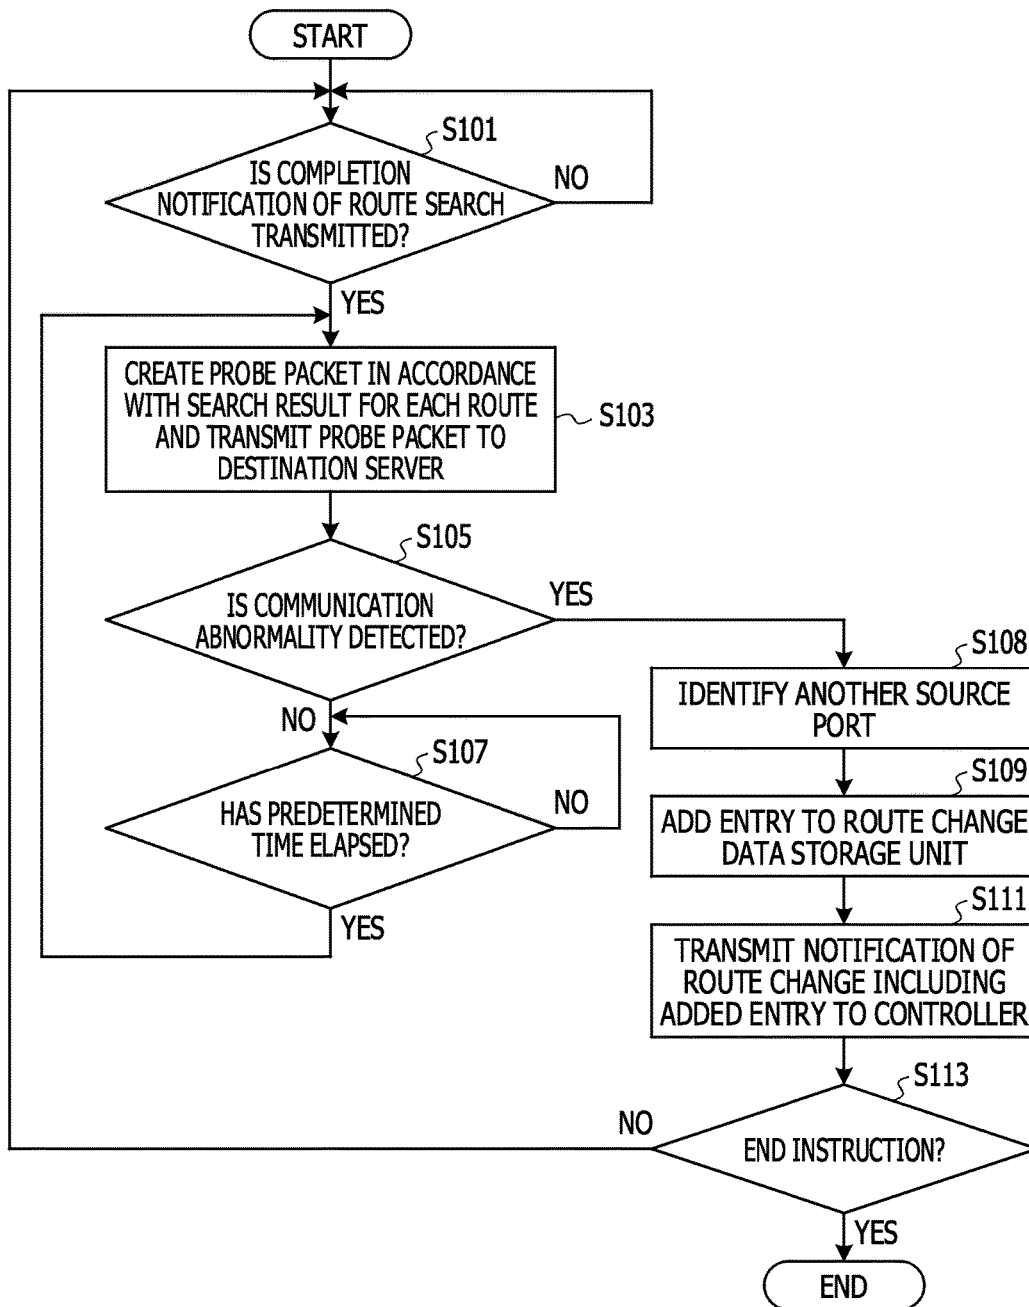 START
S101
IS COMPLETION
NOTIFICATION OF ROUTE SEARCH
TRANSMITTED?
NO
YES
CREATE PROBE PACKET IN ACCORDANCE
WITH SEARCH RESULT FOR EACH ROUTE
AND TRANSMIT PROBE PACKET TO
DESTINATION SERVER
S103
S105
IS COMMUNICATION
ABNORMALITY DETECTED?
YES
NO
S107
HAS PREDETERMINED
TIME ELAPSED?
NO
YES
S108
IDENTIFY ANOTHER SOURCE
PORT
S109
ADD ENTRY TO ROUTE CHANGE
DATA STORAGE UNIT
S111
TRANSMIT NOTIFICATION OF
ROUTE CHANGE INCLUDING
ADDED ENTRY TO CONTROLLER
S113
NO
END INSTRUCTION?
YES
END